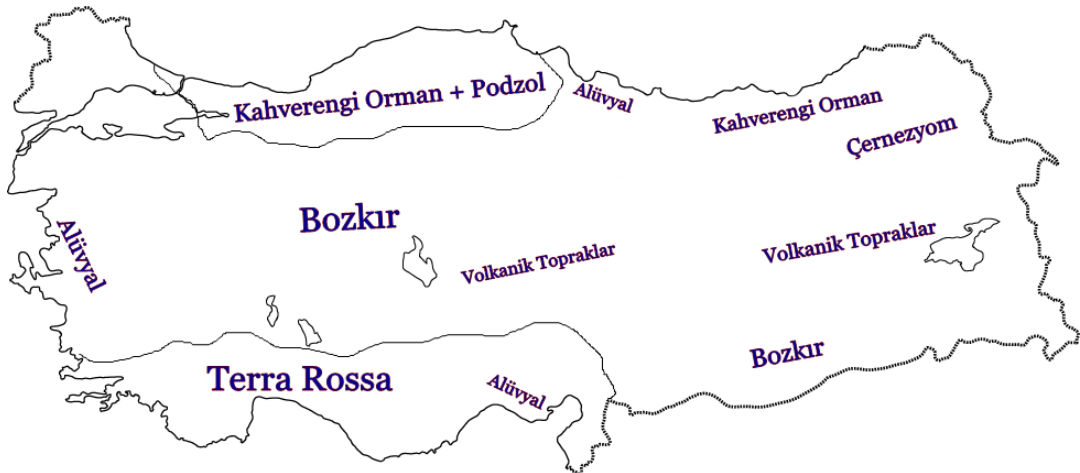 Kahverengi Orman + Podzol
Alüvyal
Kahverengi Orman
Çernezyom
Bozkır
Alüvyal
Volkanik Topraklar
Volkanik Topraklar
Bozkır
Terra Rossa
Alüvyal